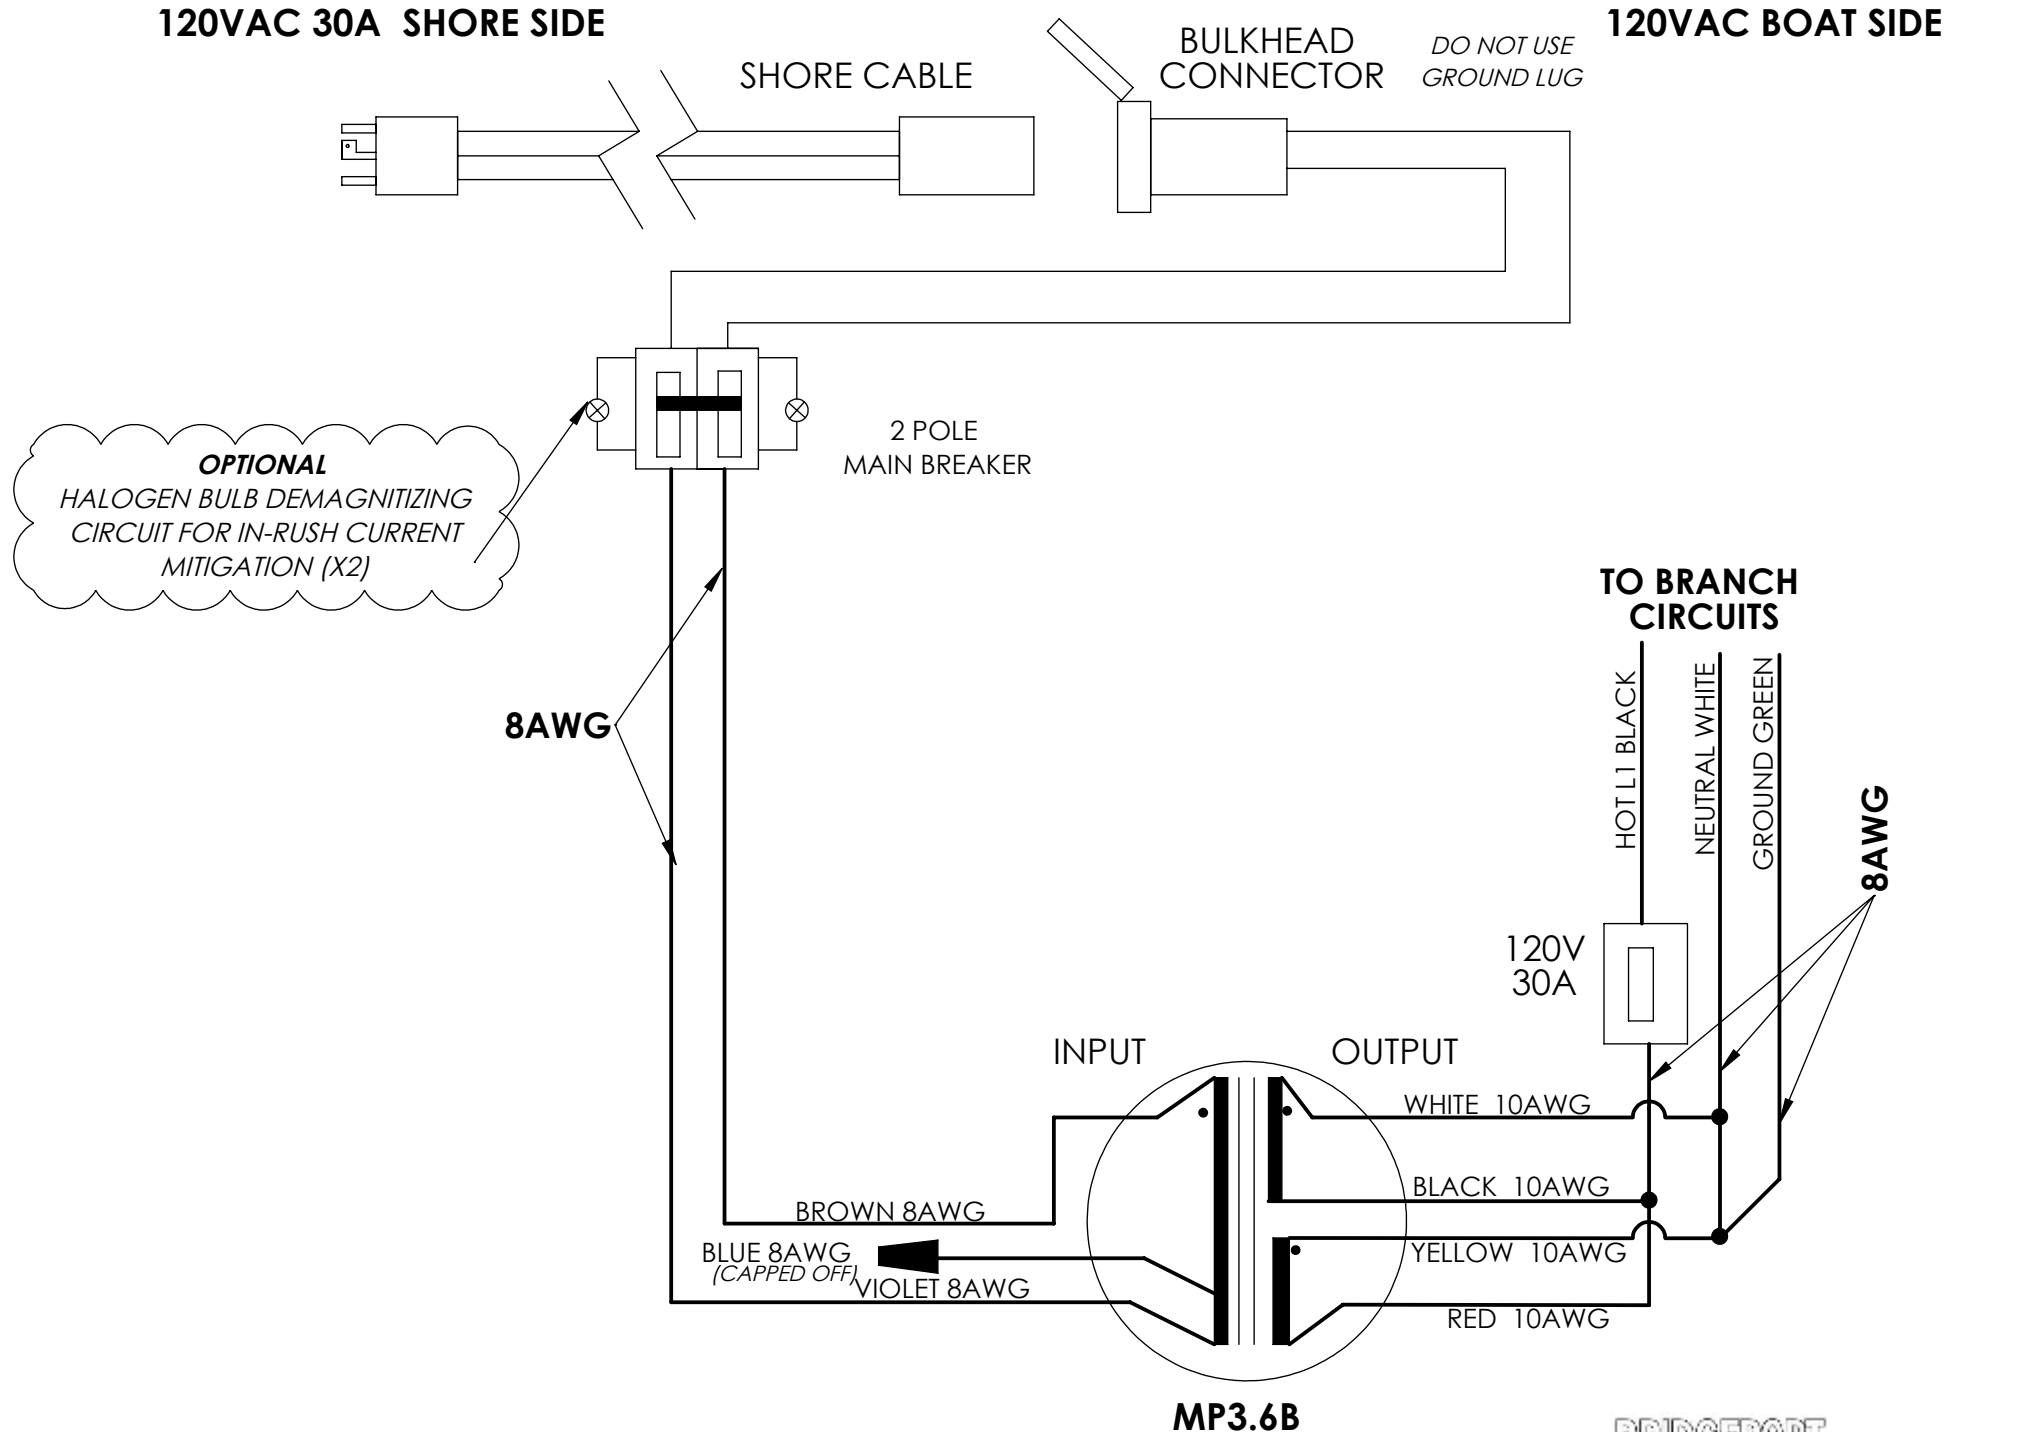 120VAC 30A  SHORE SIDE
120VAC BOAT SIDE
SHORE CABLE
BULKHEAD
CONNECTOR
DO NOT USE
GROUND LUG
2 POLE
MAIN BREAKER
OPTIONAL
HALOGEN BULB DEMAGNITIZING
CIRCUIT FOR IN-RUSH CURRENT
MITIGATION (X2)
8AWG
TO BRANCH
CIRCUITS
HOT L1 BLACK
NEUTRAL WHITE
GROUND GREEN
8AWG
120V
30A
INPUT
OUTPUT
WHITE  10AWG
BLACK  10AWG
YELLOW  10AWG
RED  10AWG
BROWN 8AWG
BLUE 8AWG
(CAPPED OFF)
VIOLET 8AWG
MP3.6B
BRIDGEPORT